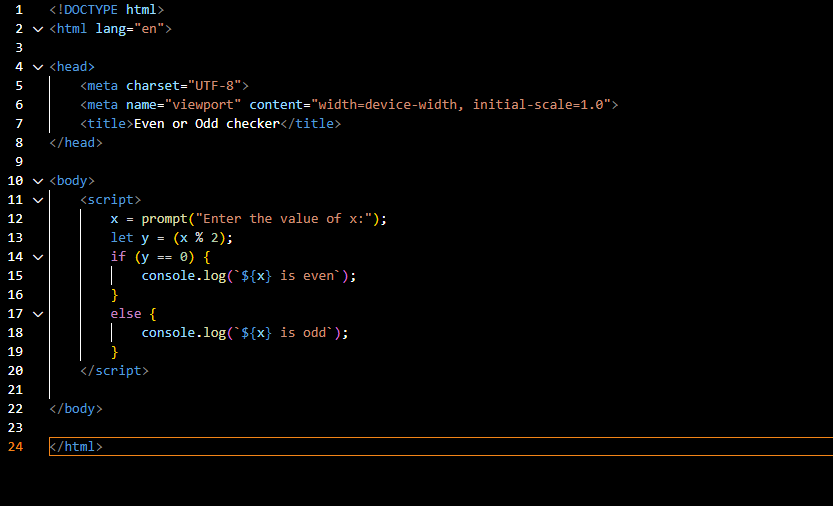 1 <!DOCTYPE html>
2 <html lang="en">
3
4 <head>
5     <meta charset="UTF-8">
6     <meta name="viewport" content="width=device-width, initial-scale=1.0">
7     <title>Even or Odd checker</title>
8 </head>
9
10 <body>
11     <script>
12         x = prompt("Enter the value of x:");
13         let y = (x % 2);
14         if (y == 0) {
15             console.log(`${x} is even`);
16         }
17         else {
18             console.log(`${x} is odd`);
19         }
20     </script>
21
22 </body>
23
24 </html>